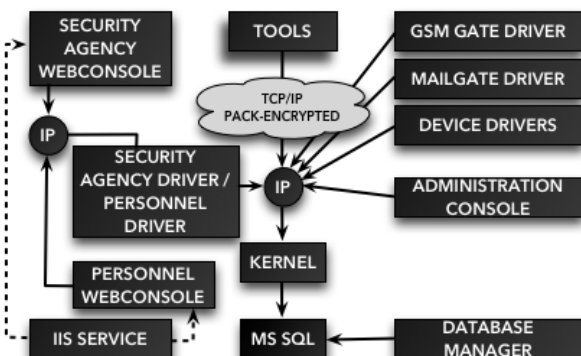 SECURITY
AGENCY
WEBCONSOLE
TOOLS
GSM GATE DRIVER
MAILGATE DRIVER
TCP/IP
PACK-ENCRYPTED
DEVICE DRIVERS
IP
SECURITY
AGENCY DRIVER /
PERSONNEL
DRIVER
IP
ADMINISTRATION
CONSOLE
KERNEL
PERSONNEL
WEBCONSOLE
IIS SERVICE
MS SQL
DATABASE
MANAGER